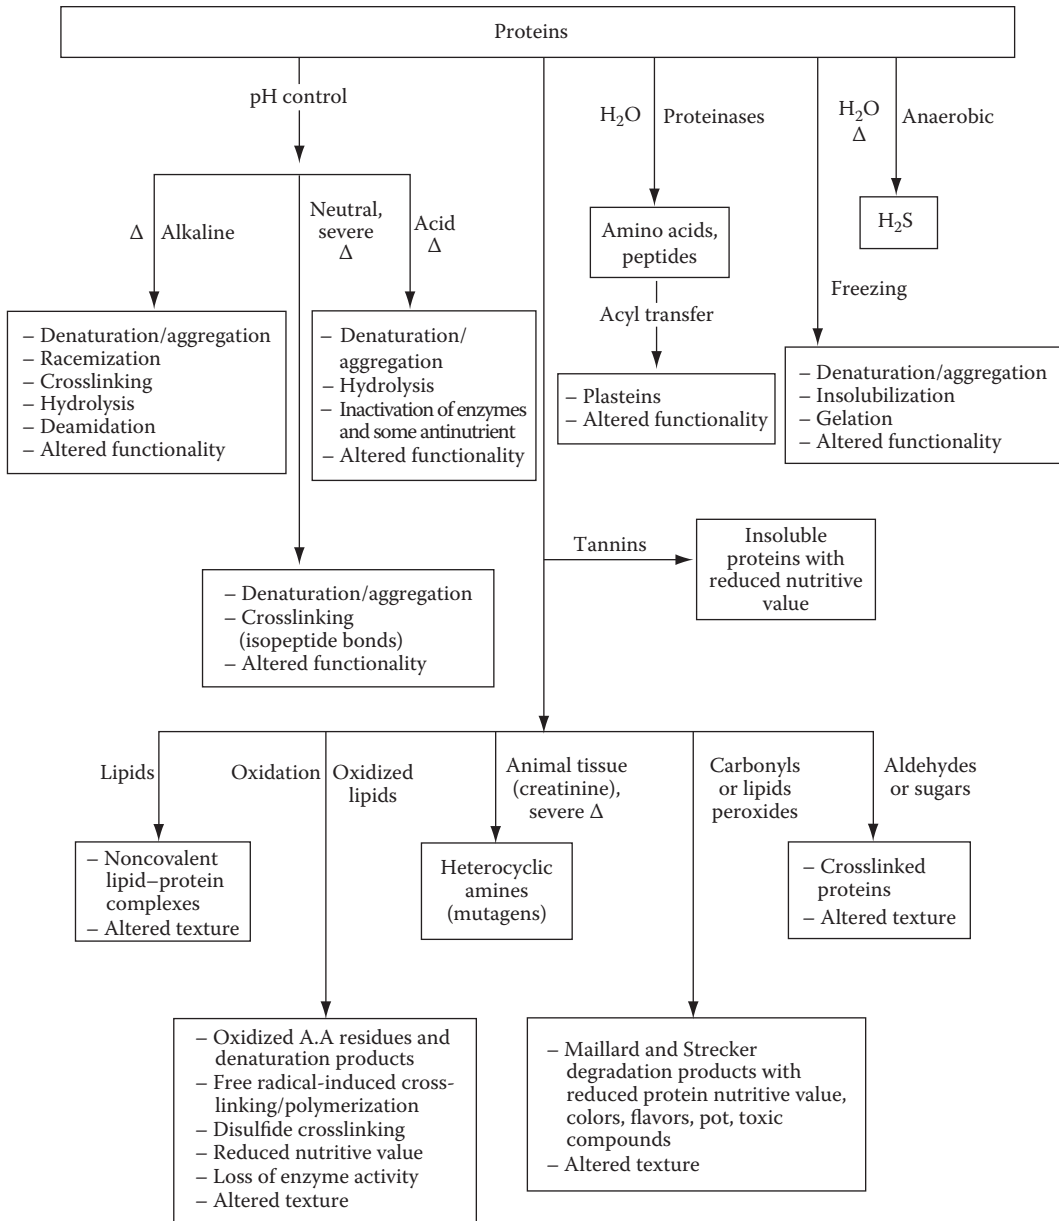 Proteins
pH control
H₂O Proteinases
H₂O
Δ
Anaerobic
Δ Alkaline
Neutral,
severe
Δ
Acid
Δ
Amino acids,
peptides
H₂S
Freezing
Acyl transfer
– Denaturation/aggregation
– Racemization
– Crosslinking
– Hydrolysis
– Deamidation
– Altered functionality
– Denaturation/
aggregation
– Hydrolysis
– Inactivation of enzymes
and some antinutrient
– Altered functionality
– Plasteins
– Altered functionality
– Denaturation/aggregation
– Insolubilization
– Gelation
– Altered functionality
Tannins
Insoluble
proteins with
reduced nutritive
value
– Denaturation/aggregation
– Crosslinking
(isopeptide bonds)
– Altered functionality
Lipids
Oxidation
Oxidized
lipids
Animal tissue
(creatinine),
severe Δ
Carbonyls
or lipids
peroxides
Aldehydes
or sugars
– Noncovalent
lipid–protein
complexes
– Altered texture
Heterocyclic
amines
(mutagens)
– Crosslinked
proteins
– Altered texture
– Oxidized A.A residues and
denaturation products
– Free radical-induced cross-
linking/polymerization
– Disulfide crosslinking
– Reduced nutritive value
– Loss of enzyme activity
– Altered texture
– Maillard and Strecker
degradation products with
reduced protein nutritive value,
colors, flavors, pot, toxic
compounds
– Altered texture